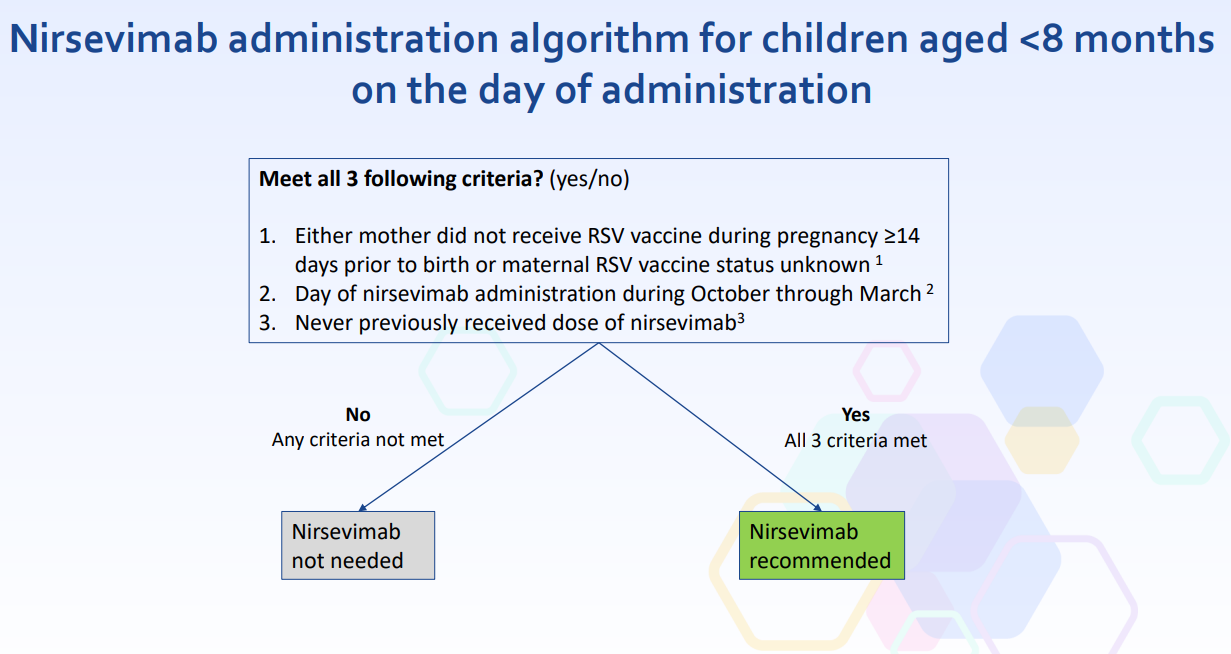 Nirsevimab administration algorithm for children aged <8 months
on the day of administration
Meet all 3 following criteria? (yes/no)
1. Either mother did not receive RSV vaccine during pregnancy ≥14
days prior to birth or maternal RSV vaccine status unknown 1
2. Day of nirsevimab administration during October through March 2
3. Never previously received dose of nirsevimab3
No
Any criteria not met
Yes
All 3 criteria met
Nirsevimab
not needed
Nirsevimab
recommended